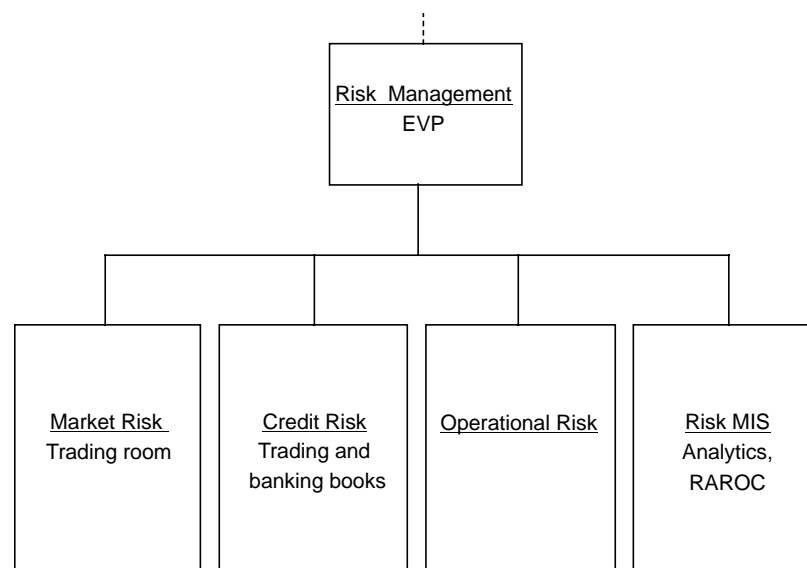 Risk Management
EVP
Market Risk
Trading room
Credit Risk
Trading and
banking books
Operational Risk
Risk MIS
Analytics,
RAROC